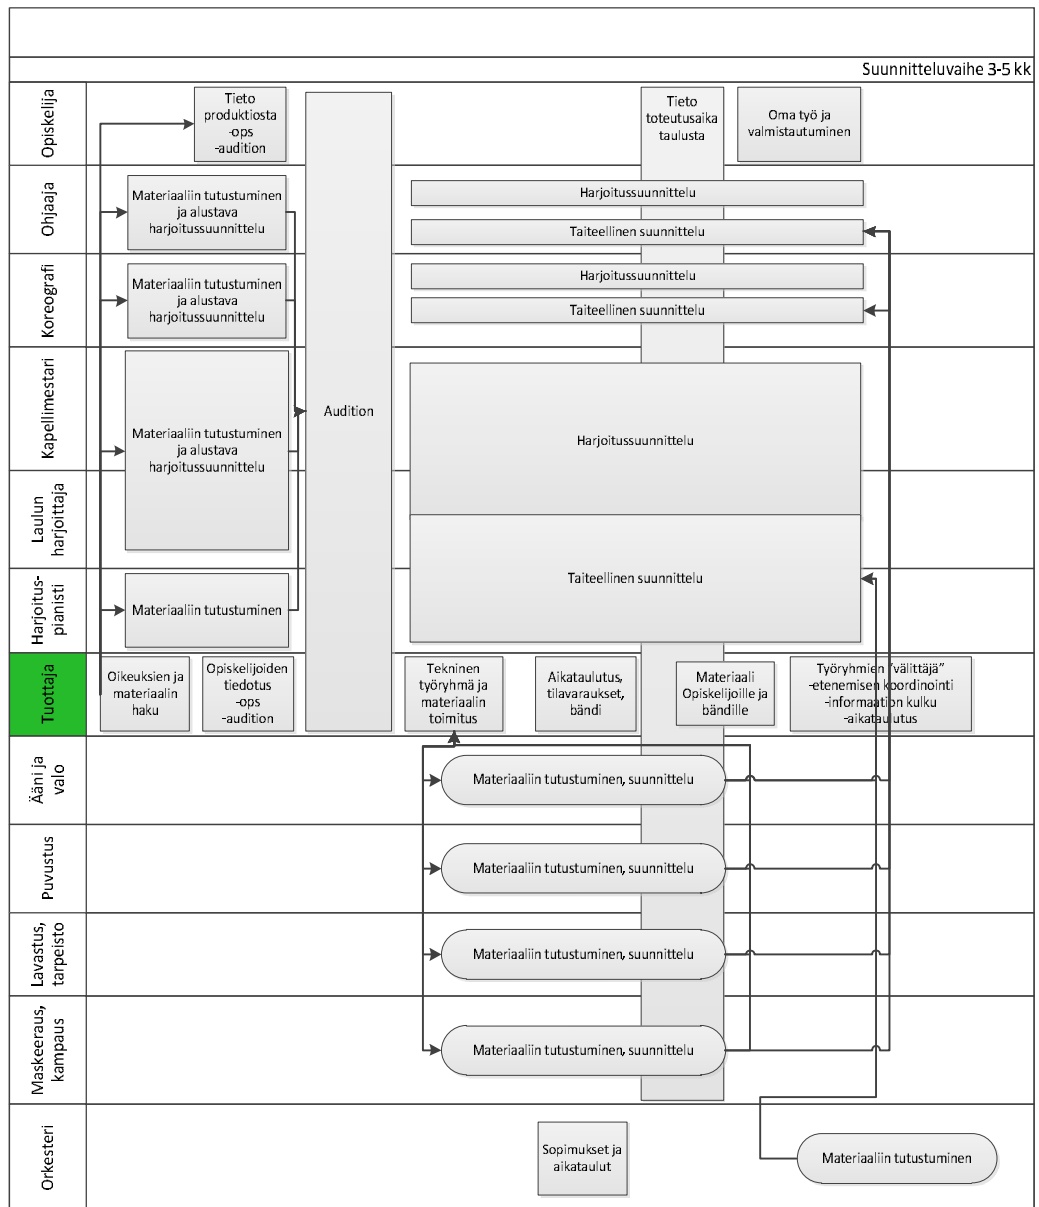 Suunnitteluvaihe 3-5 kk
Opiskelija
Tieto
produktiosta
-ops
-audition
Tieto
toteutusaika
taulusta
Oma työ ja
valmistautuminen
Ohjaaja
Materiaaliin tutustuminen
ja alustava
harjoitussuunnittelu
Harjoitussuunnittelu
Taiteellinen suunnittelu
Koreografi
Materiaaliin tutustuminen
ja alustava
harjoitussuunnittelu
Harjoitussuunnittelu
Taiteellinen suunnittelu
Kapellimestari
Materiaaliin tutustuminen
ja alustava
harjoitussuunnittelu
Audition
Harjoitussuunnittelu
Laulun
harjoittaja
Taiteellinen suunnittelu
Harjoitus-
pianisti
Materiaaliin tutustuminen
Tuottaja
Oikeuksien ja
materiaalin
haku
Opiskelijoiden
tiedotus
-ops
-audition
Tekninen
työryhmä ja
materiaalin
toimitus
Aikataulutus,
tilavaraukset,
bändi
Materiaali
Opiskelijoille ja
bändille
Työryhmien "välittäjä"
-etenemisen koordinointi
-informaation kulku
-aikataulutus
Ääni ja
valo
Materiaaliin tutustuminen, suunnittelu
Puvustus
Materiaaliin tutustuminen, suunnittelu
Lavastus,
tarpeisto
Materiaaliin tutustuminen, suunnittelu
Maskeeraus,
kampaus
Materiaaliin tutustuminen, suunnittelu
Orkesteri
Sopimukset ja
aikataulut
Materiaaliin tutustuminen